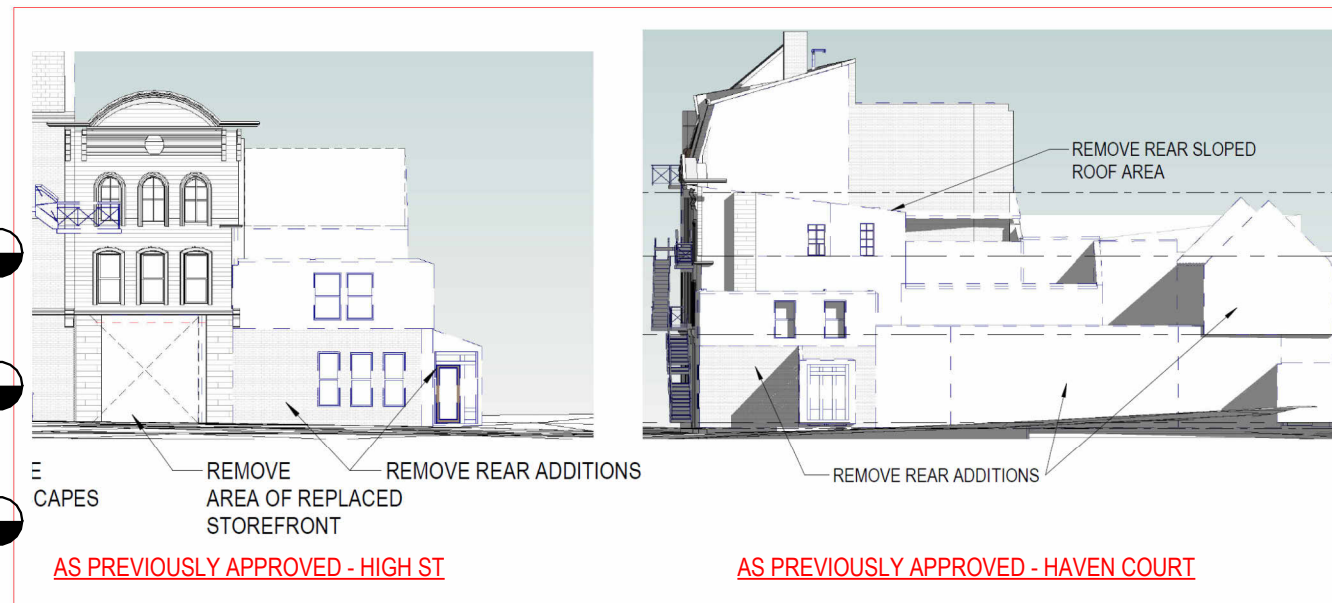 REMOVE REAR SLOPED
ROOF AREA
E
CAPES
REMOVE
AREA OF REPLACED
STOREFRONT
REMOVE REAR ADDITIONS
REMOVE REAR ADDITIONS
AS PREVIOUSLY APPROVED - HIGH ST
AS PREVIOUSLY APPROVED - HAVEN COURT